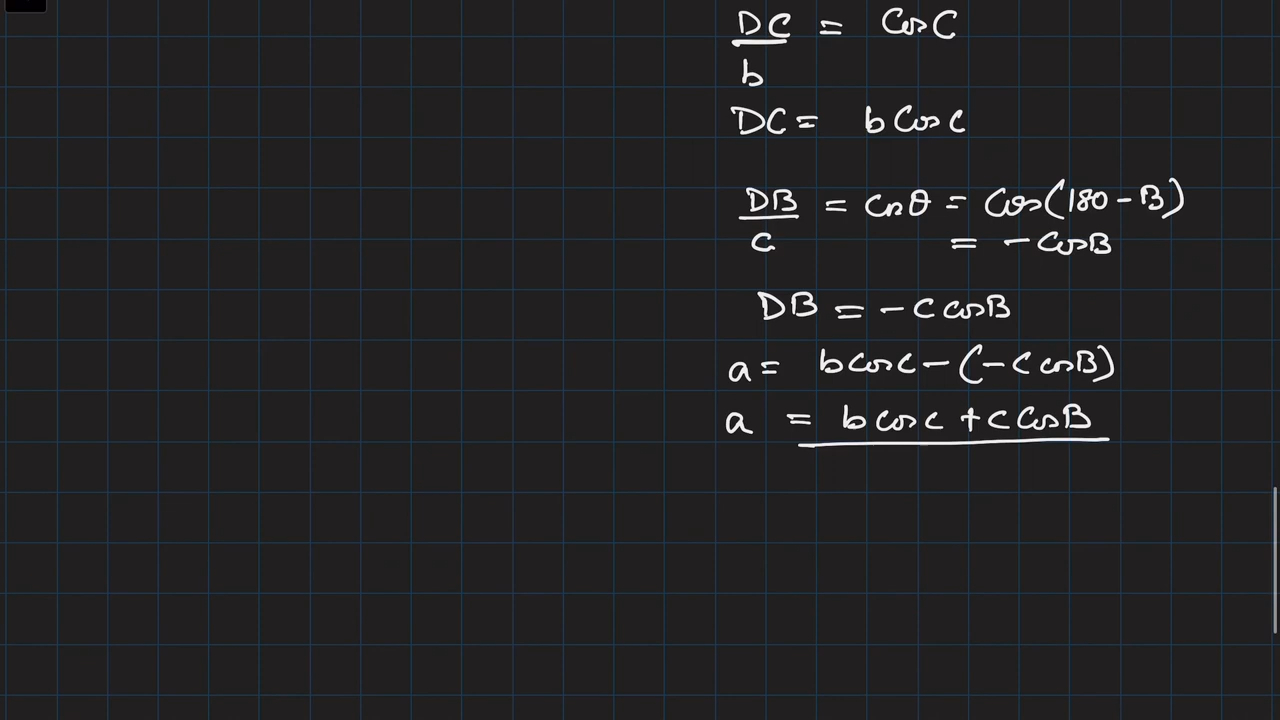 DC = Cos C
b
DC = b Cos c
DB = cos θ = Cos(180 - B)
c = - Cos B
DB = - c cos B
a = b cos c - (- c cos B)
a = b cos c + c Cos B